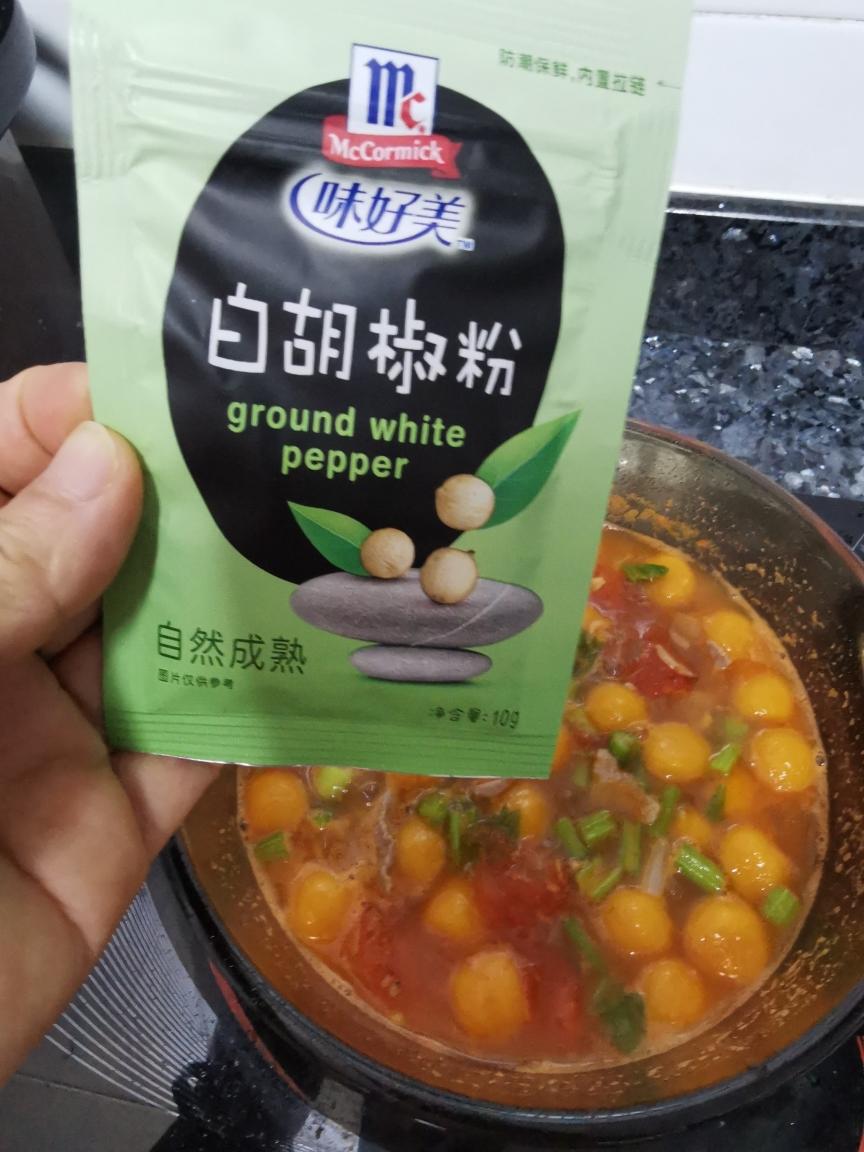 防潮保鲜,内置拉链
Mc
McCormick
味好美 TM
白胡椒粉
ground white
pepper
自然成熟
图片仅供参考
净含量:10g